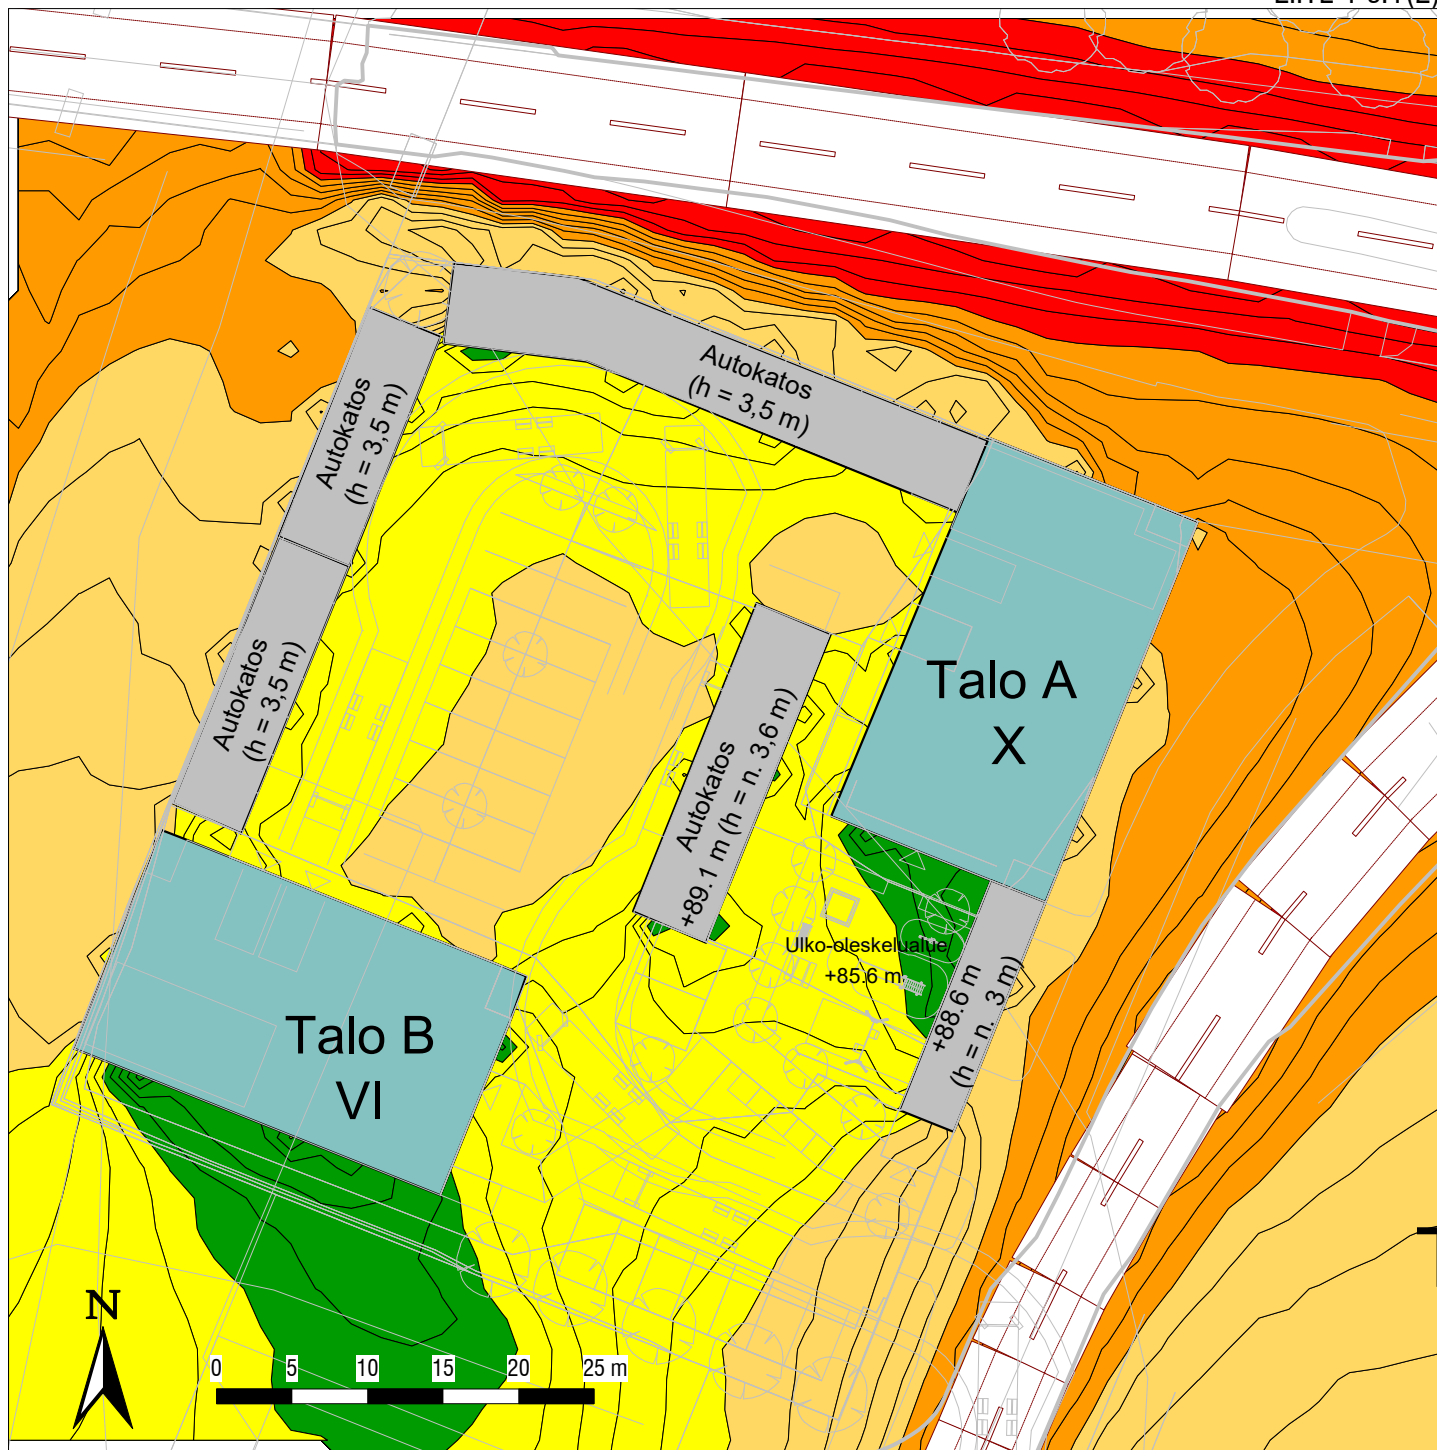 Autokatos
(h = 3,5 m)
Autokatos
(h = 3,5 m)
Autokatos
(h = 3,5 m)
Talo A
X
Autokatos
+89.1 m (h = n. 3,6 m)
Ulko-oleskelualue
+85.6 m
+88.6 m
(h = n. 3 m)
Talo B
VI
N
0 5 10 15 20 25 m